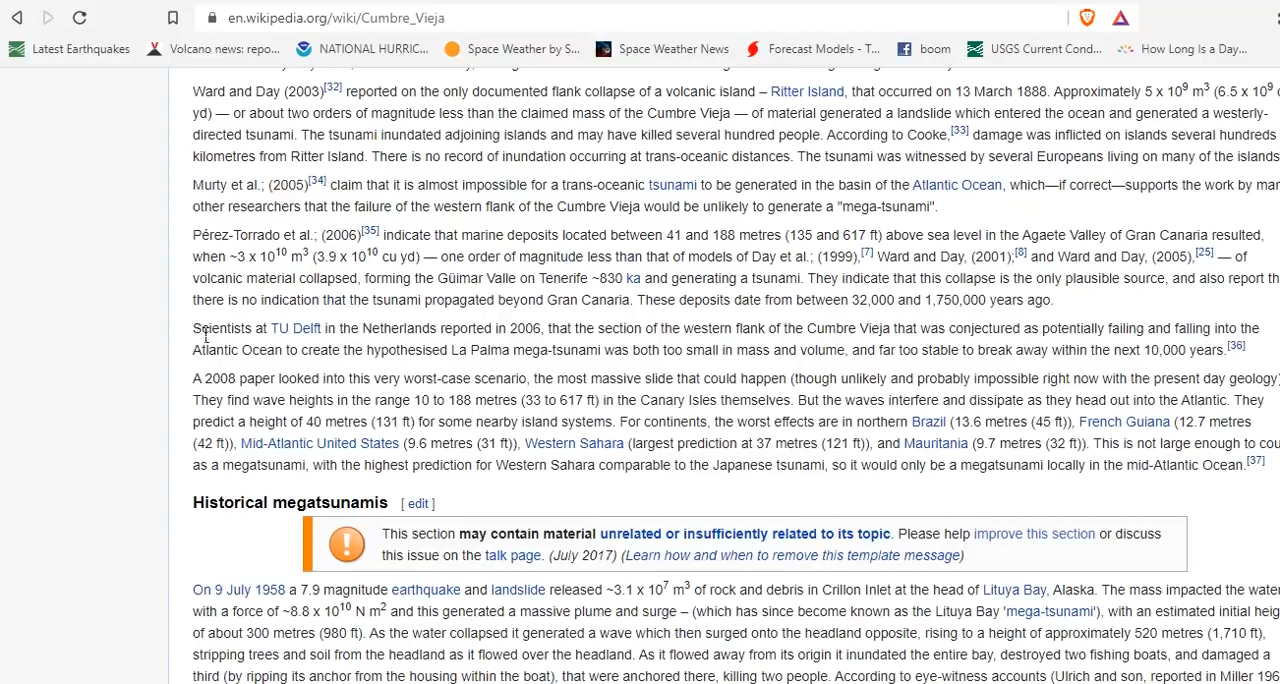 en.wikipedia.org/wiki/Cumbre_Vieja
Latest Earthquakes Volcano news: repo... NATIONAL HURRIC... Space Weather by S... Space Weather News Forecast Models - T... boom USGS Current Cond... How Long Is a Day...
Ward and Day (2003)[32] reported on the only documented flank collapse of a volcanic island – Ritter Island, that occurred on 13 March 1888. Approximately 5 x 10⁹ m³ (6.5 x 10⁹ c
yd) — or about two orders of magnitude less than the claimed mass of the Cumbre Vieja — of material generated a landslide which entered the ocean and generated a westerly-
directed tsunami. The tsunami inundated adjoining islands and may have killed several hundred people. According to Cooke,[33] damage was inflicted on islands several hundreds
kilometres from Ritter Island. There is no record of inundation occurring at trans-oceanic distances. The tsunami was witnessed by several Europeans living on many of the islands
Murty et al.; (2005)[34] claim that it is almost impossible for a trans-oceanic tsunami to be generated in the basin of the Atlantic Ocean, which—if correct—supports the work by man
other researchers that the failure of the western flank of the Cumbre Vieja would be unlikely to generate a "mega-tsunami".
Pérez-Torrado et al.; (2006)[35] indicate that marine deposits located between 41 and 188 metres (135 and 617 ft) above sea level in the Agaete Valley of Gran Canaria resulted,
when ~3 x 10¹⁰ m³ (3.9 x 10¹⁰ cu yd) — one order of magnitude less than that of models of Day et al.; (1999),[7] Ward and Day, (2001);[8] and Ward and Day, (2005),[25] — of
volcanic material collapsed, forming the Güimar Valle on Tenerife ~830 ka and generating a tsunami. They indicate that this collapse is the only plausible source, and also report th
there is no indication that the tsunami propagated beyond Gran Canaria. These deposits date from between 32,000 and 1,750,000 years ago.
Scientists at TU Delft in the Netherlands reported in 2006, that the section of the western flank of the Cumbre Vieja that was conjectured as potentially failing and falling into the
Atlantic Ocean to create the hypothesised La Palma mega-tsunami was both too small in mass and volume, and far too stable to break away within the next 10,000 years.[36]
A 2008 paper looked into this very worst-case scenario, the most massive slide that could happen (though unlikely and probably impossible right now with the present day geology)
They find wave heights in the range 10 to 188 metres (33 to 617 ft) in the Canary Isles themselves. But the waves interfere and dissipate as they head out into the Atlantic. They
predict a height of 40 metres (131 ft) for some nearby island systems. For continents, the worst effects are in northern Brazil (13.6 metres (45 ft)), French Guiana (12.7 metres
(42 ft)), Mid-Atlantic United States (9.6 metres (31 ft)), Western Sahara (largest prediction at 37 metres (121 ft)), and Mauritania (9.7 metres (32 ft)). This is not large enough to cou
as a megatsunami, with the highest prediction for Western Sahara comparable to the Japanese tsunami, so it would only be a megatsunami locally in the mid-Atlantic Ocean.[37]
Historical megatsunamis [ edit ]
This section may contain material unrelated or insufficiently related to its topic. Please help improve this section or discuss
this issue on the talk page. (July 2017) (Learn how and when to remove this template message)
On 9 July 1958 a 7.9 magnitude earthquake and landslide released ~3.1 x 10⁷ m³ of rock and debris in Crillon Inlet at the head of Lituya Bay, Alaska. The mass impacted the water
with a force of ~8.8 x 10¹⁰ N m² and this generated a massive plume and surge – (which has since become known as the Lituya Bay 'mega-tsunami'), with an estimated initial heig
of about 300 metres (980 ft). As the water collapsed it generated a wave which then surged onto the headland opposite, rising to a height of approximately 520 metres (1,710 ft),
stripping trees and soil from the headland as it flowed over the headland. As it flowed away from its origin it inundated the entire bay, destroyed two fishing boats, and damaged a
third (by ripping its anchor from the housing within the boat), that were anchored there, killing two people. According to eye-witness accounts (Ulrich and son, reported in Miller 196